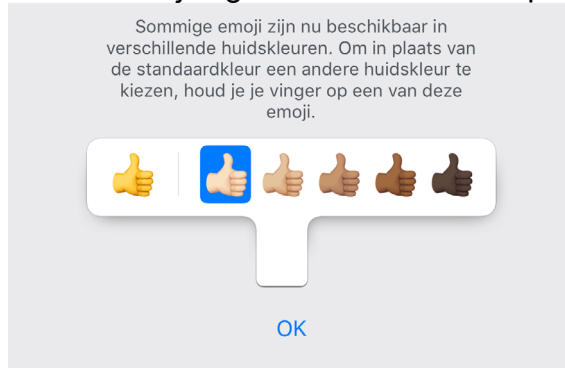 Sommige emoji zijn nu beschikbaar in
verschillende huidskleuren. Om in plaats van
de standaardkleur een andere huidskleur te
kiezen, houd je je vinger op een van deze
emoji.
OK